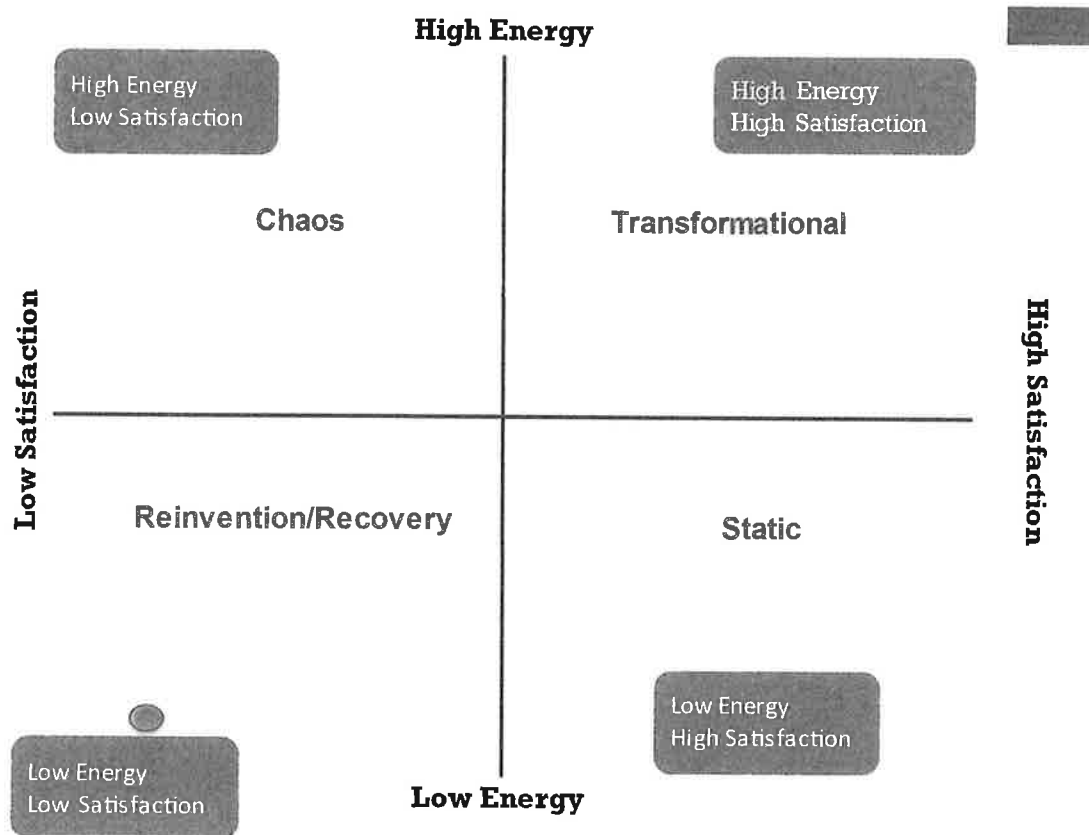 High Energy
High Energy
Low Satisfaction
High Energy
High Satisfaction
Chaos
Transformational
Low Satisfaction
High Satisfaction
Reinvention/Recovery
Static
Low Energy
High Satisfaction
Low Energy
Low Satisfaction
Low Energy